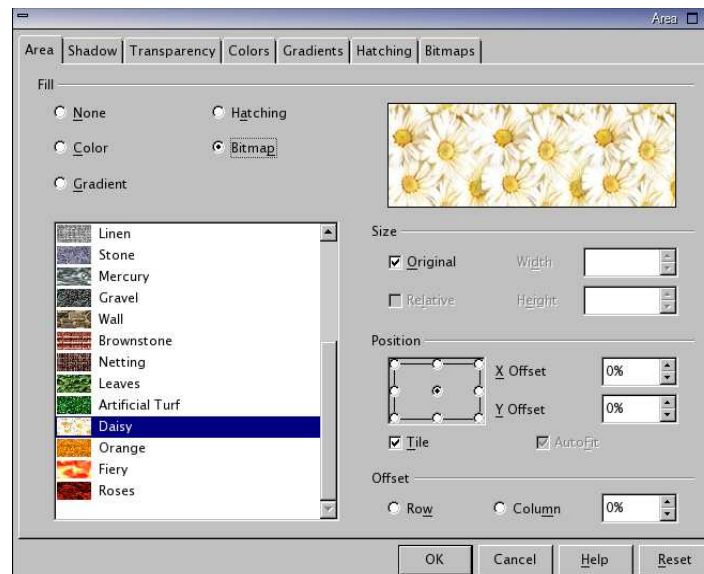 Area
Area Shadow Transparency Colors Gradients Hatching Bitmaps
Fill
None Hatching
Color Bitmap
Gradient
Linen
Stone
Mercury
Gravel
Wall
Brownstone
Netting
Leaves
Artificial Turf
Daisy
Orange
Fiery
Roses
Size
Original Width
Relative Height
Position
X Offset 0%
Y Offset 0%
Tile AutoFit
Offset
Row Column 0%
OK Cancel Help Reset